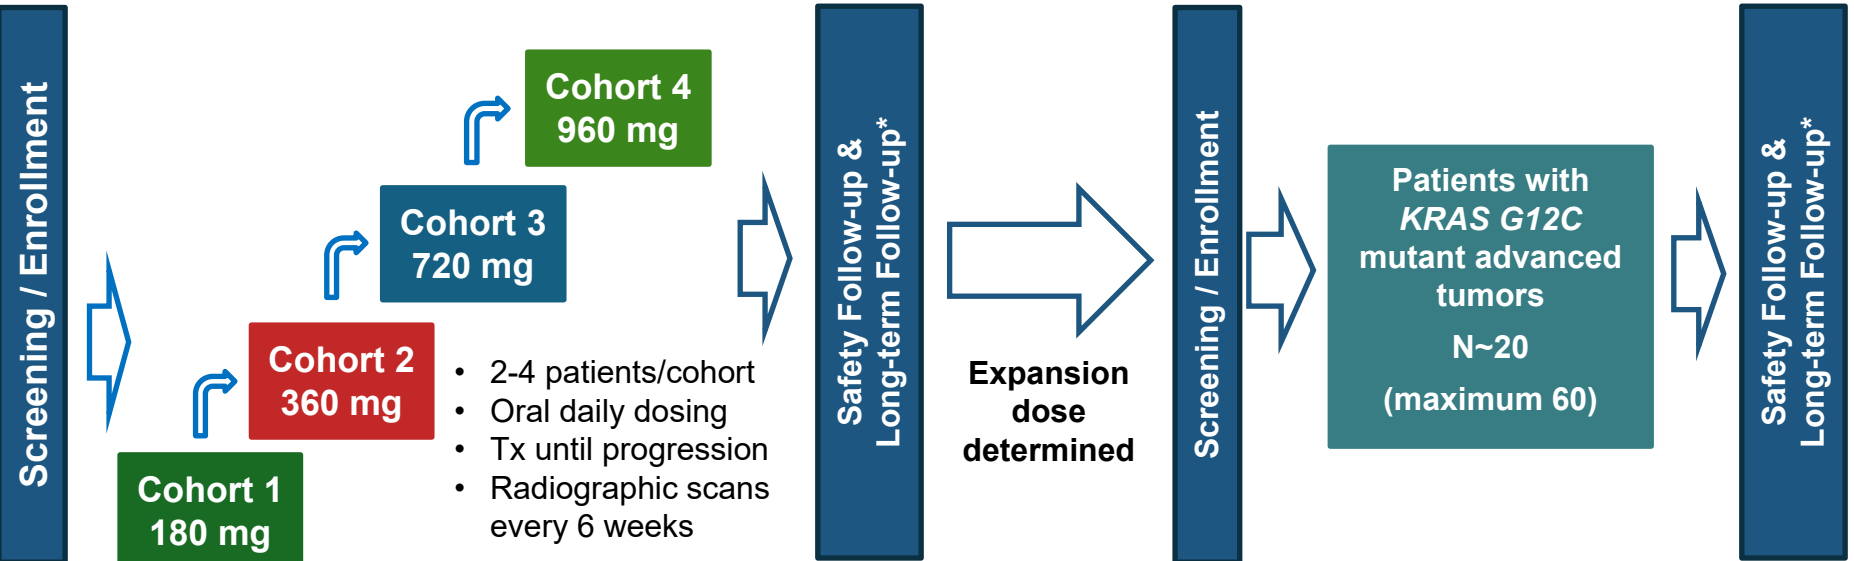 Screening / Enrollment
Cohort 1
180 mg
Cohort 2
360 mg
Cohort 3
720 mg
Cohort 4
960 mg
• 2-4 patients/cohort
• Oral daily dosing
• Tx until progression
• Radiographic scans
every 6 weeks
Safety Follow-up &
Long-term Follow-up*
Expansion
dose
determined
Screening / Enrollment
Patients with
KRAS G12C
mutant advanced
tumors
N~20
(maximum 60)
Safety Follow-up &
Long-term Follow-up*